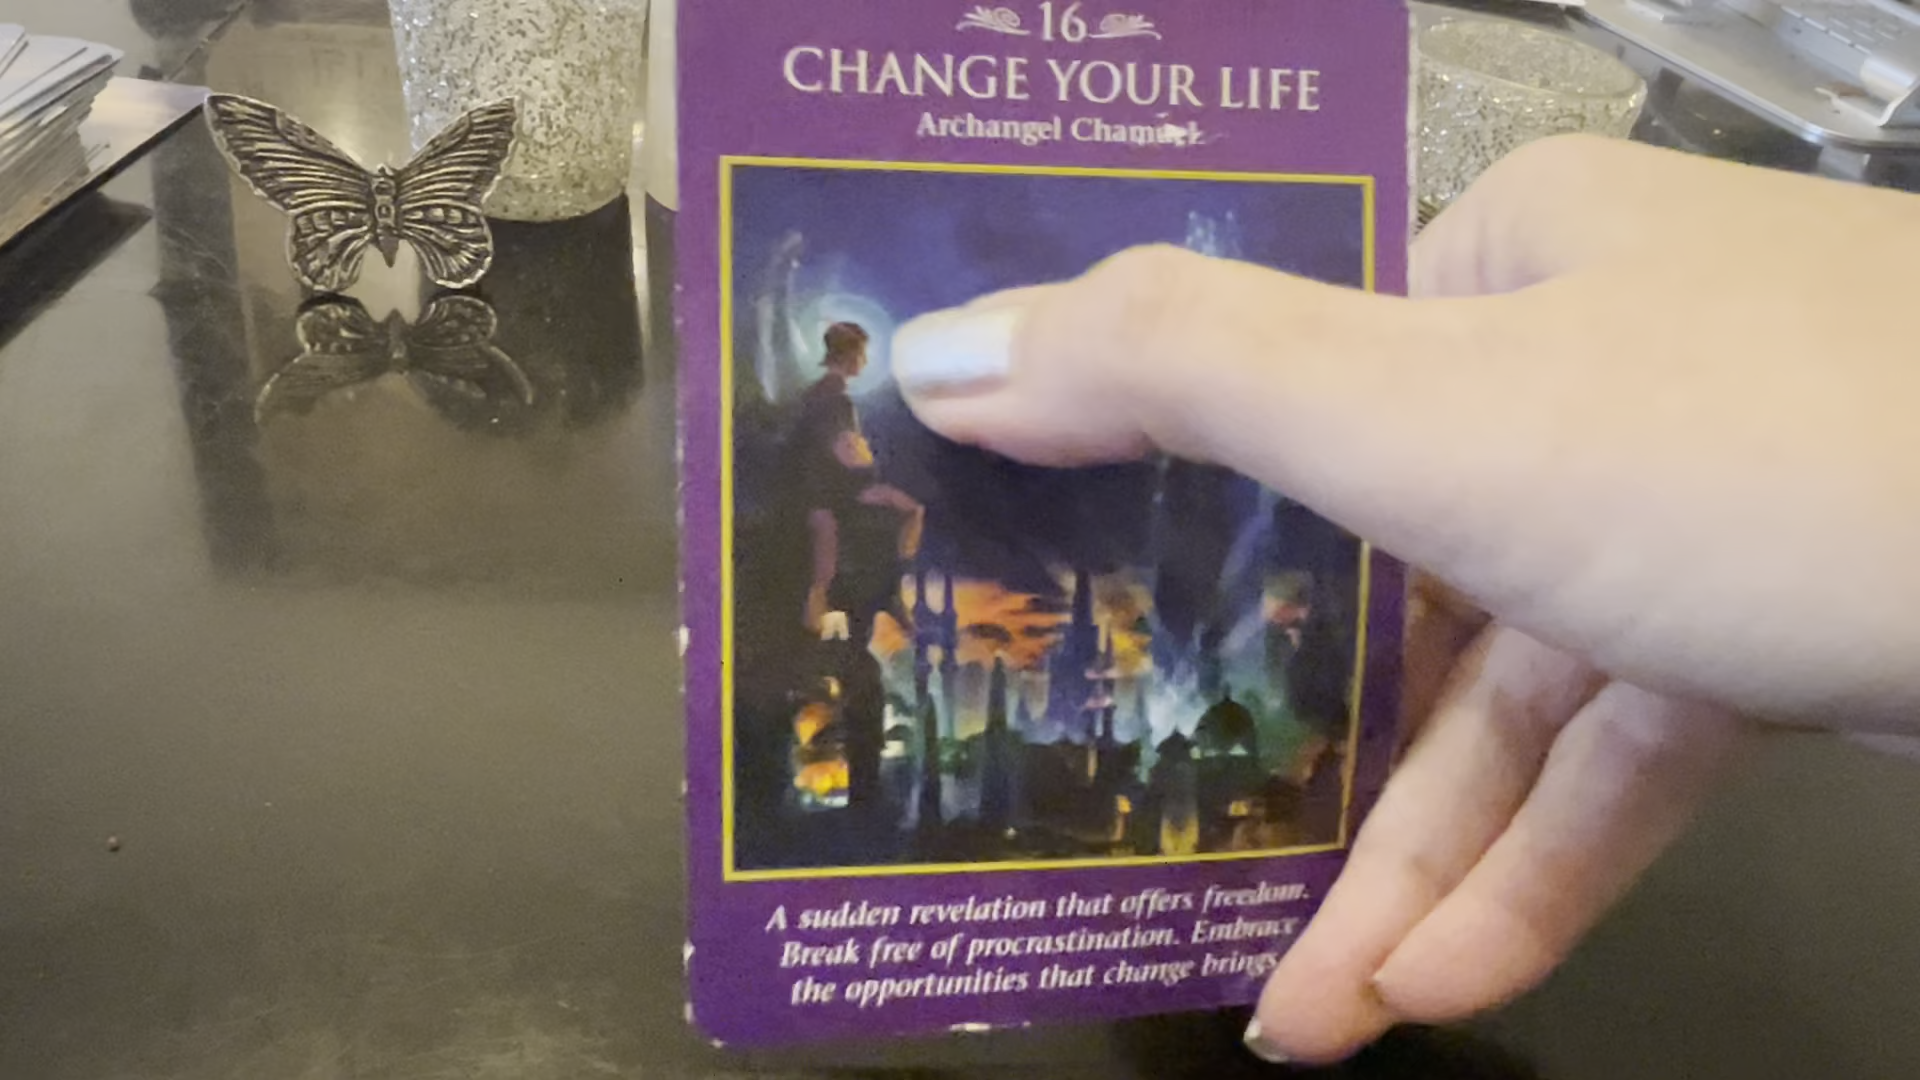 16
CHANGE YOUR LIFE
Archangel Chamuel
A sudden revelation that offers freedom.
Break free of procrastination. Embrace
the opportunities that change brings.